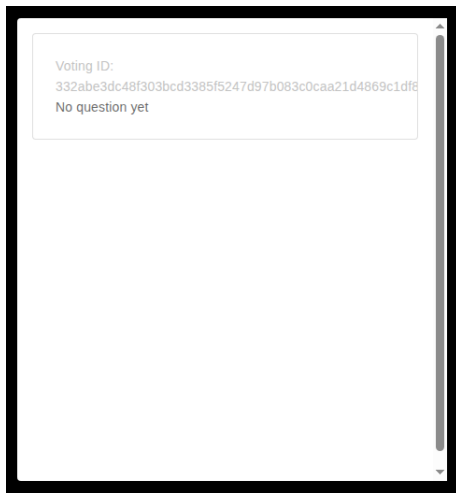 Voting ID:
332abe3dc48f303bcd3385f5247d97b083c0caa21d4869c1df8
No question yet